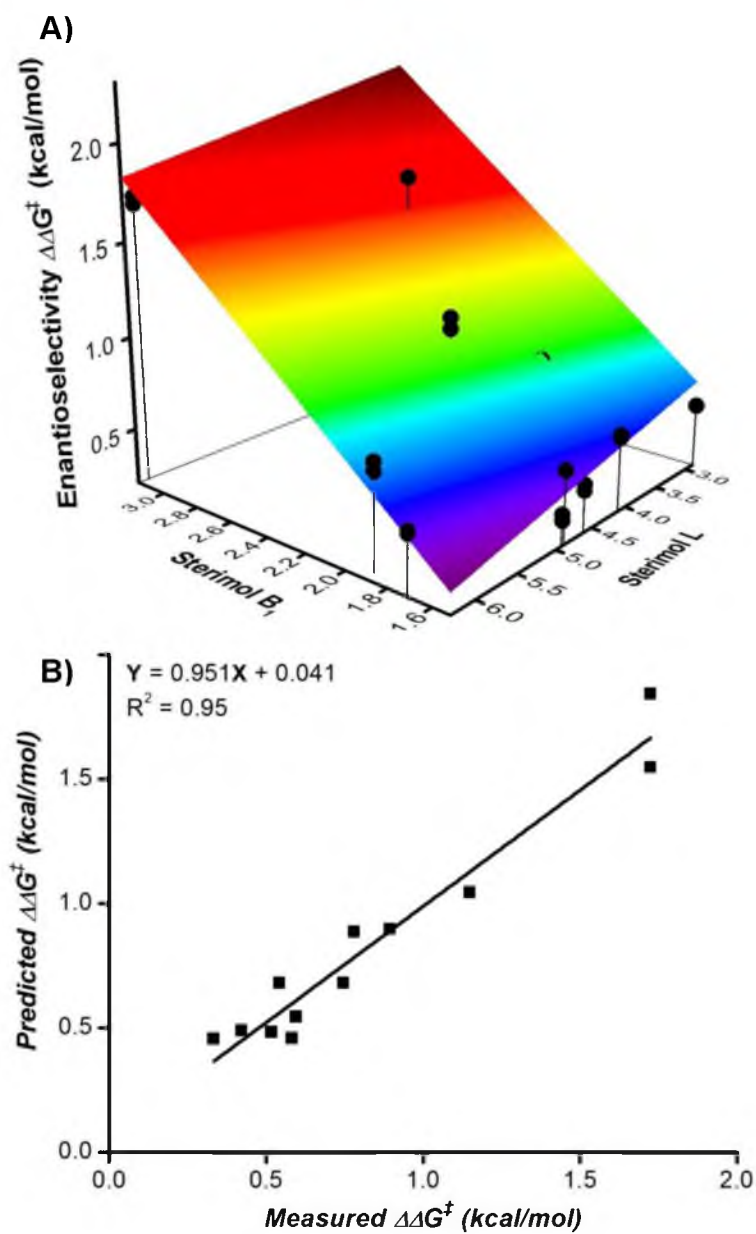 A)
Enantioselectivity ΔΔG‡ (kcal/mol)
2.0
1.5
1.0
0.5
3.0
2.8
2.6
2.4
2.2
2.0
1.8
1.6
Sterimol B1
3.0
3.5
4.0
4.5
5.0
5.5
6.0
Sterimol L
B)
Y = 0.951X + 0.041
R² = 0.95
Predicted ΔΔG‡ (kcal/mol)
1.5
1.0
0.5
0.0
0.0 0.5 1.0 1.5 2.0
Measured ΔΔG‡ (kcal/mol)